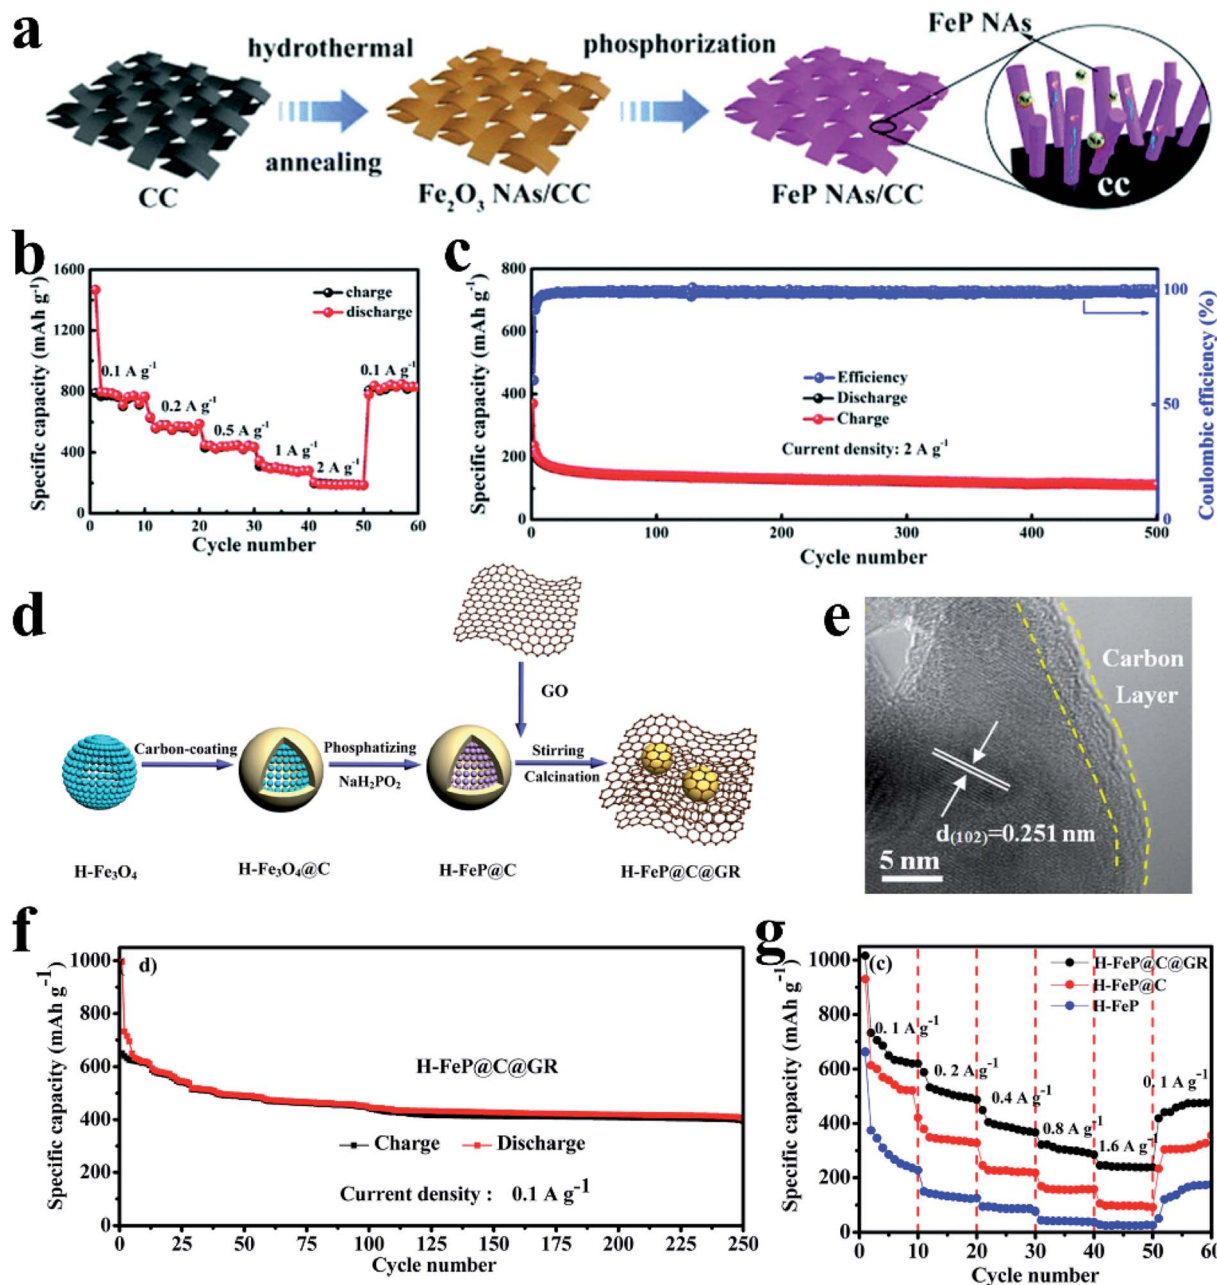 a
hydrothermal
annealing
phosphorization
FeP NAs
CC
Fe₂O₃ NAs/CC
FeP NAs/CC
CC
b
Specific capacity (mAh g⁻¹)
1600
1200
800
400
0
charge
discharge
0.1 A g⁻¹
0.2 A g⁻¹
0.5 A g⁻¹
1 A g⁻¹
2 A g⁻¹
0.1 A g⁻¹
0 10 20 30 40 50 60
Cycle number
c
Specific capacity (mAh g⁻¹)
800
600
400
200
0
Efficiency
Discharge
Charge
Current density: 2 A g⁻¹
100
50
0
Coulombic efficiency (%)
0 100 200 300 400 500
Cycle number
d
GO
Carbon-coating
Phosphatizing
NaH₂PO₂
Stirring
Calcination
H-Fe₃O₄
H-Fe₃O₄@C
H-FeP@C
H-FeP@C@GR
e
Carbon
Layer
d₍₁₀₂₎=0.251 nm
5 nm
f
Specific capacity (mAh g⁻¹)
1000
800
600
400
200
0
d)
H-FeP@C@GR
Charge Discharge
Current density : 0.1 A g⁻¹
0 25 50 75 100 125 150 175 200 225 250
Cycle number
g
Specific capacity (mAh g⁻¹)
1000
800
600
400
200
0
(c)
H-FeP@C@GR
H-FeP@C
H-FeP
0.1 A g⁻¹
0.2 A g⁻¹
0.4 A g⁻¹
0.8 A g⁻¹
1.6 A g⁻¹
0.1 A g⁻¹
0 10 20 30 40 50 60
Cycle number